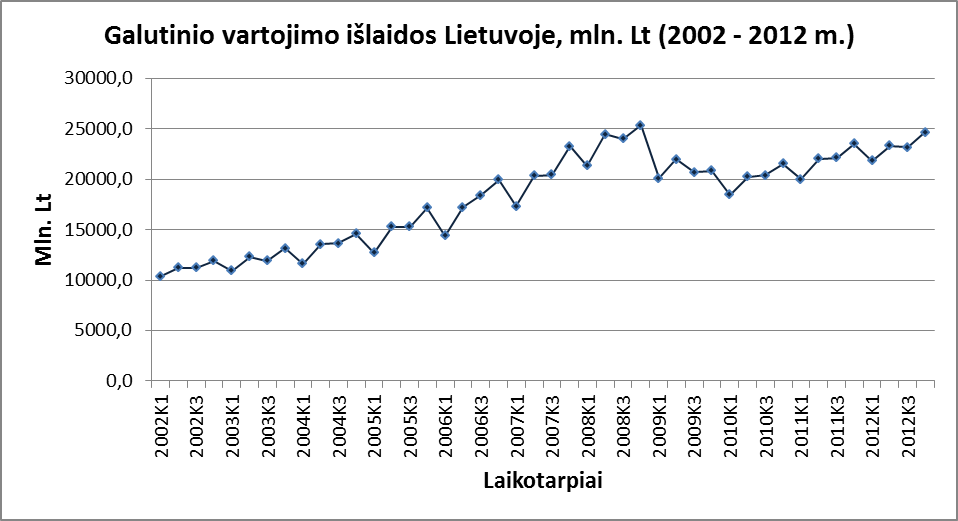 Galutinio vartojimo išlaidos Lietuvoje, mln. Lt (2002 - 2012 m.)
30000,0
25000,0
20000,0
15000,0
10000,0
5000,0
0,0
Mln. Lt
2002K1
2002K3
2003K1
2003K3
2004K1
2004K3
2005K1
2005K3
2006K1
2006K3
2007K1
2007K3
2008K1
2008K3
2009K1
2009K3
2010K1
2010K3
2011K1
2011K3
2012K1
2012K3
Laikotarpiai